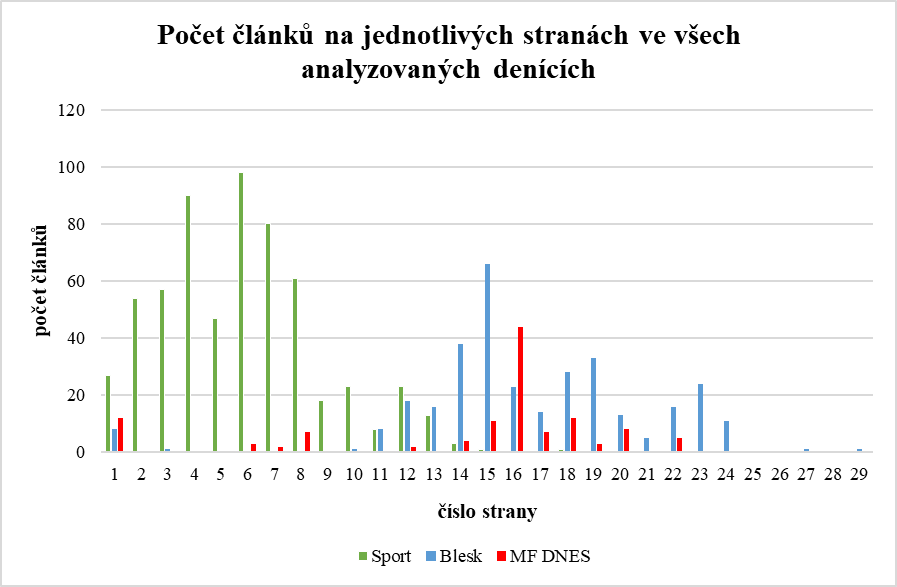 Počet článků na jednotlivých stranách ve všech
analyzovaných denících
120
100
80
60
40
20
0
počet článků
1 2 3 4 5 6 7 8 9 10 11 12 13 14 15 16 17 18 19 20 21 22 23 24 25 26 27 28 29
číslo strany
Sport Blesk MF DNES